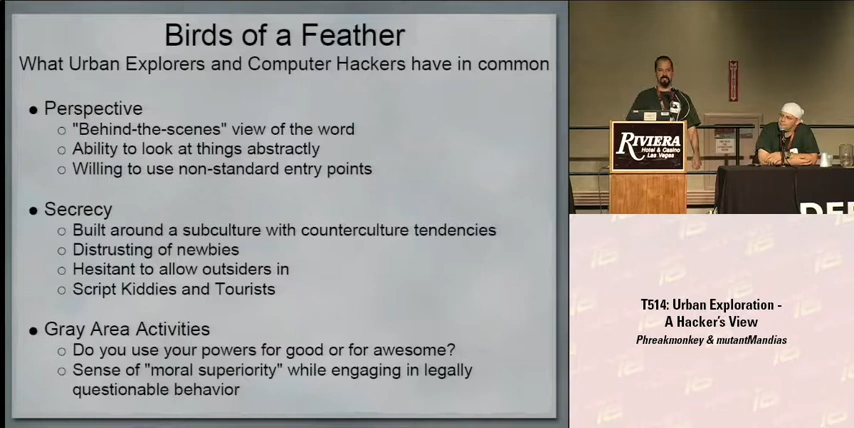 Birds of a Feather
What Urban Explorers and Computer Hackers have in common
● Perspective
○ "Behind-the-scenes" view of the word
○ Ability to look at things abstractly
○ Willing to use non-standard entry points
● Secrecy
○ Built around a subculture with counterculture tendencies
○ Distrusting of newbies
○ Hesitant to allow outsiders in
○ Script Kiddies and Tourists
● Gray Area Activities
○ Do you use your powers for good or for awesome?
○ Sense of "moral superiority" while engaging in legally
questionable behavior
RIVIERA
Hotel & Casino
Las Vegas
DEF
T514: Urban Exploration -
A Hacker's View
Phreakmonkey & mutantMandias